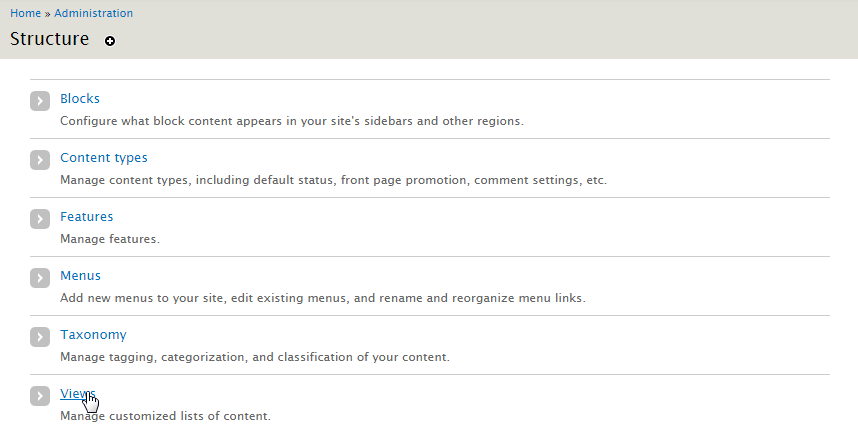 Home » Administration
Structure
Blocks
Configure what block content appears in your site's sidebars and other regions.
Content types
Manage content types, including default status, front page promotion, comment settings, etc.
Features
Manage features.
Menus
Add new menus to your site, edit existing menus, and rename and reorganize menu links.
Taxonomy
Manage tagging, categorization, and classification of your content.
Views
Manage customized lists of content.